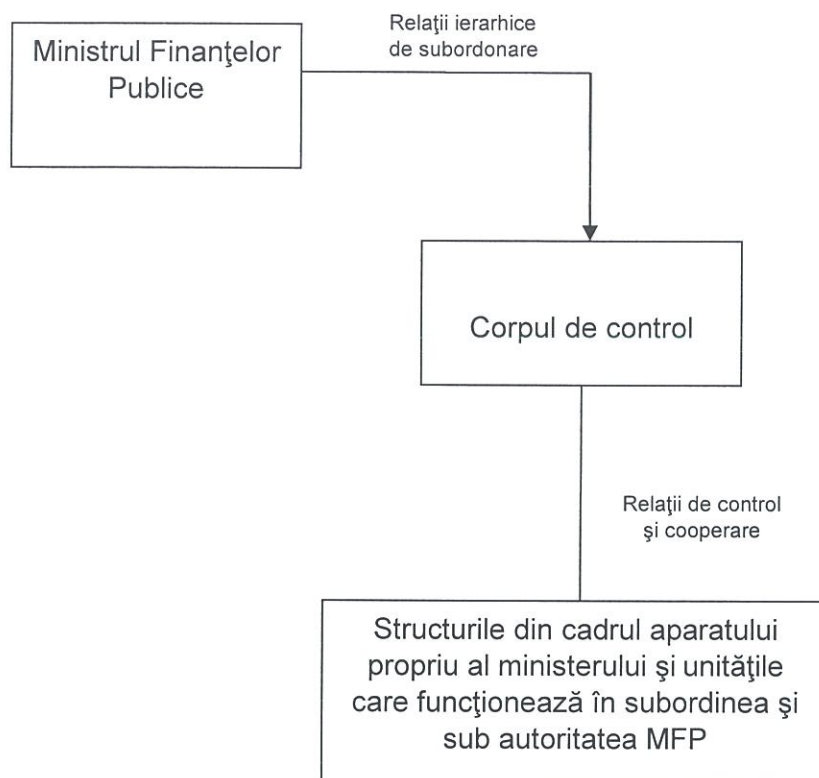 Relaţii ierarhice
de subordonare
Ministrul Finanţelor
Publice
Corpul de control
Relaţii de control
şi cooperare
Structurile din cadrul aparatului
propriu al ministerului şi unităţile
care funcţionează în subordinea şi
sub autoritatea MFP